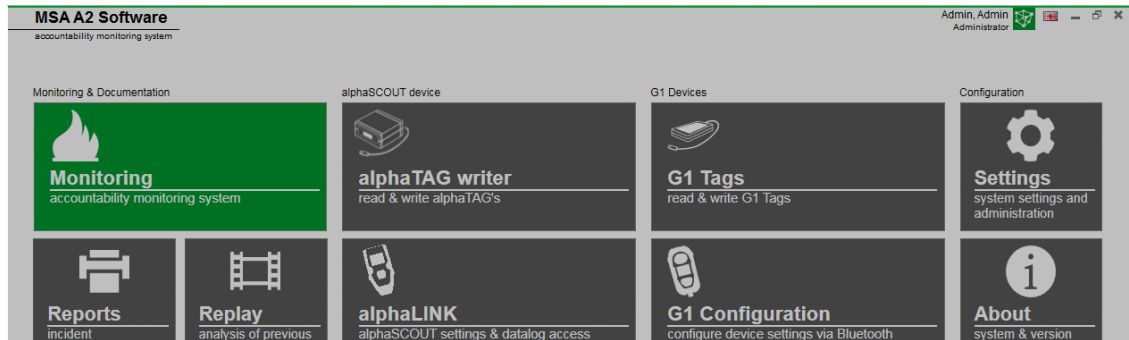 MSA A2 Software
accountability monitoring system
Admin, Admin
Administrator
Monitoring & Documentation
alphaSCOUT device
G1 Devices
Configuration
Monitoring
accountability monitoring system
alphaTAG writer
read & write alphaTAG's
G1 Tags
read & write G1 Tags
Settings
system settings and
administration
Reports
incident
Replay
analysis of previous
alphaLINK
alphaSCOUT settings & datalog access
G1 Configuration
configure device settings via Bluetooth
About
system & version